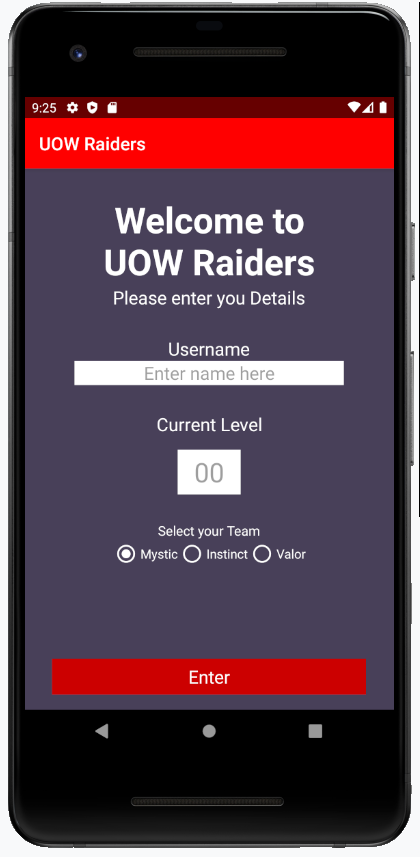 9:25
UOW Raiders
Welcome to
UOW Raiders
Please enter you Details
Username
Enter name here
Current Level
00
Select your Team
Mystic Instinct Valor
Enter